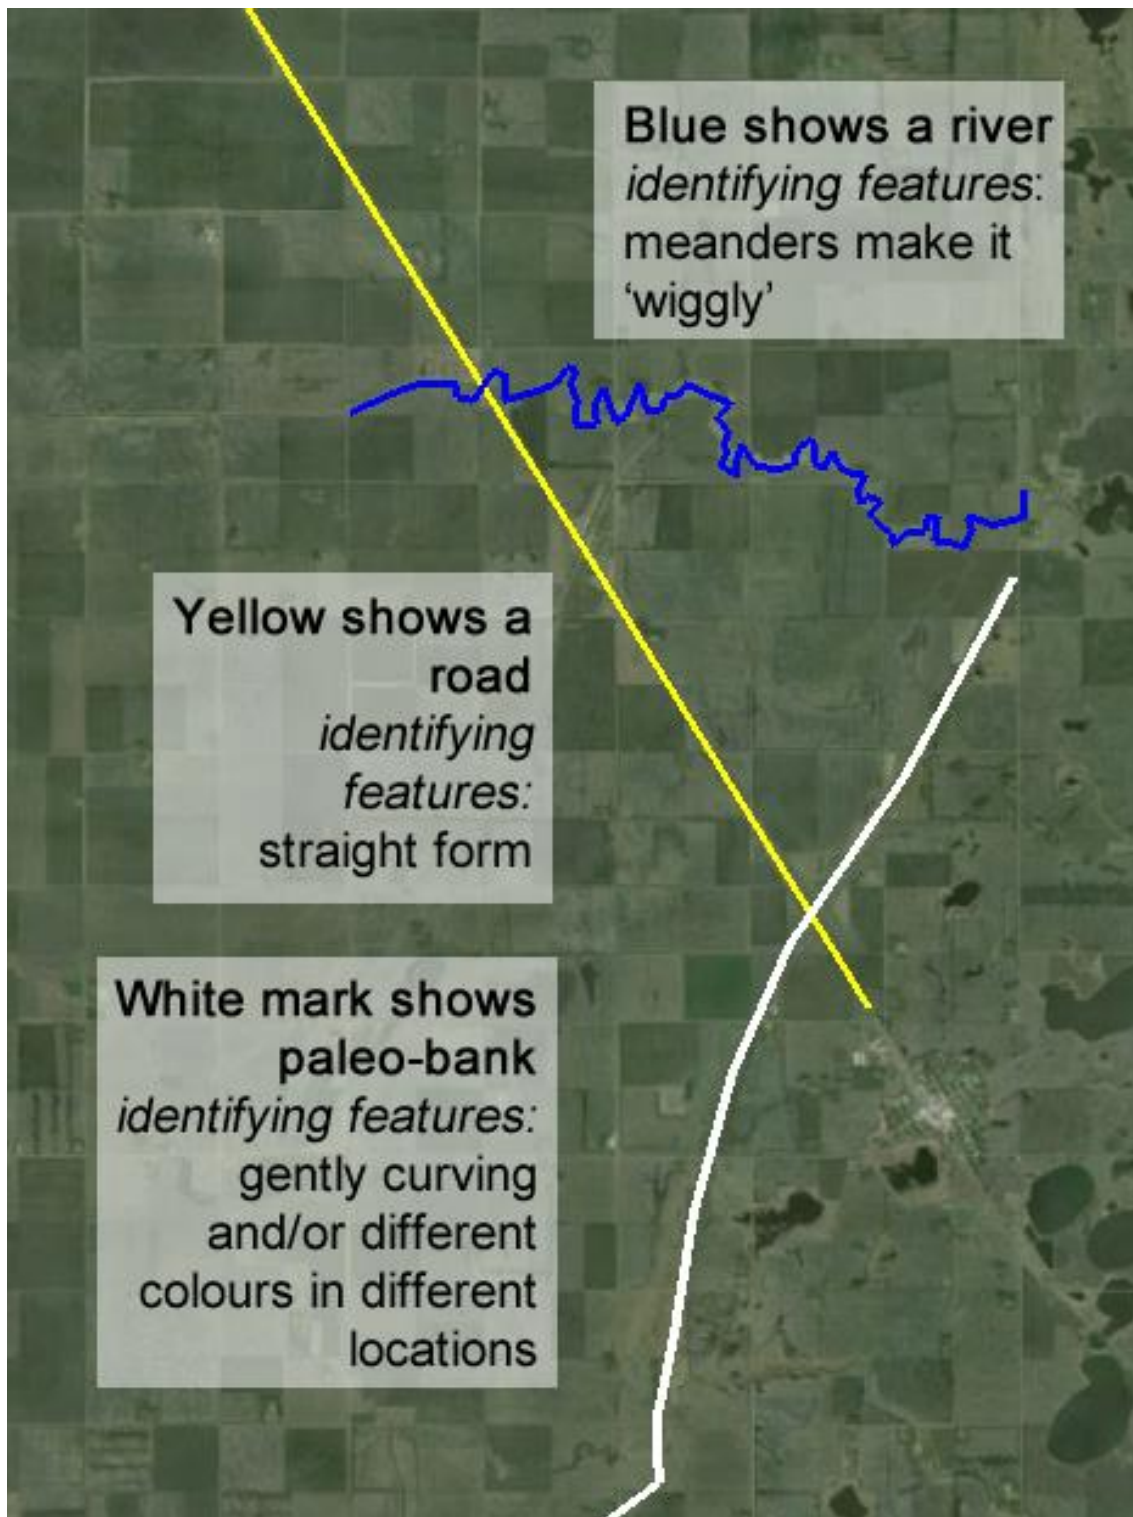 Blue shows a river
identifying features:
meanders make it
‘wiggly’
Yellow shows a
road
identifying
features:
straight form
White mark shows
paleo-bank
identifying features:
gently curving
and/or different
colours in different
locations